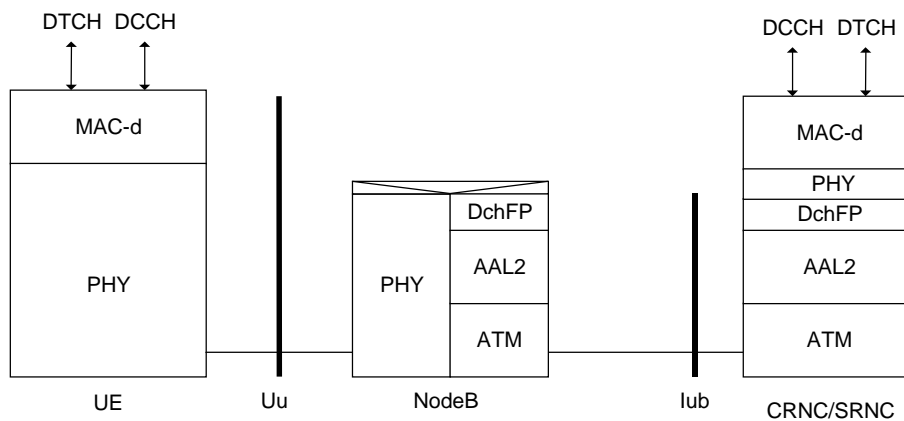 DTCH DCCH
DCCH DTCH
MAC-d
MAC-d
PHY
DchFP
DchFP
PHY
PHY
AAL2
AAL2
ATM
ATM
UE
Uu
NodeB
Iub
CRNC/SRNC